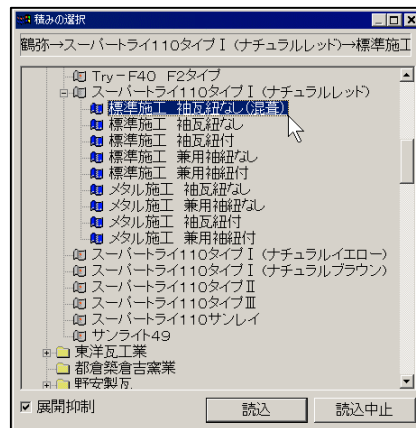 積みの選択
鶴弥→スーパートライ110タイプⅠ(ナチュラルレッド)→標準施工
Try-F40 F2タイプ
スーパートライ110タイプⅠ(ナチュラルレッド)
標準施工 袖瓦紐なし(混葺)
標準施工 袖瓦紐なし
標準施工 袖瓦紐付
標準施工 兼用袖紐なし
標準施工 兼用袖紐付
メタル施工 袖瓦紐なし
メタル施工 兼用袖紐なし
メタル施工 袖瓦紐付
メタル施工 兼用袖紐付
スーパートライ110タイプⅠ(ナチュラルイエロー)
スーパートライ110タイプⅠ(ナチュラルブラウン)
スーパートライ110タイプⅡ
スーパートライ110タイプⅢ
スーパートライ110サンレイ
サンライト49
東洋瓦工業
都倉築倉吉窯業
野安製瓦
展開抑制
読込
読込中止